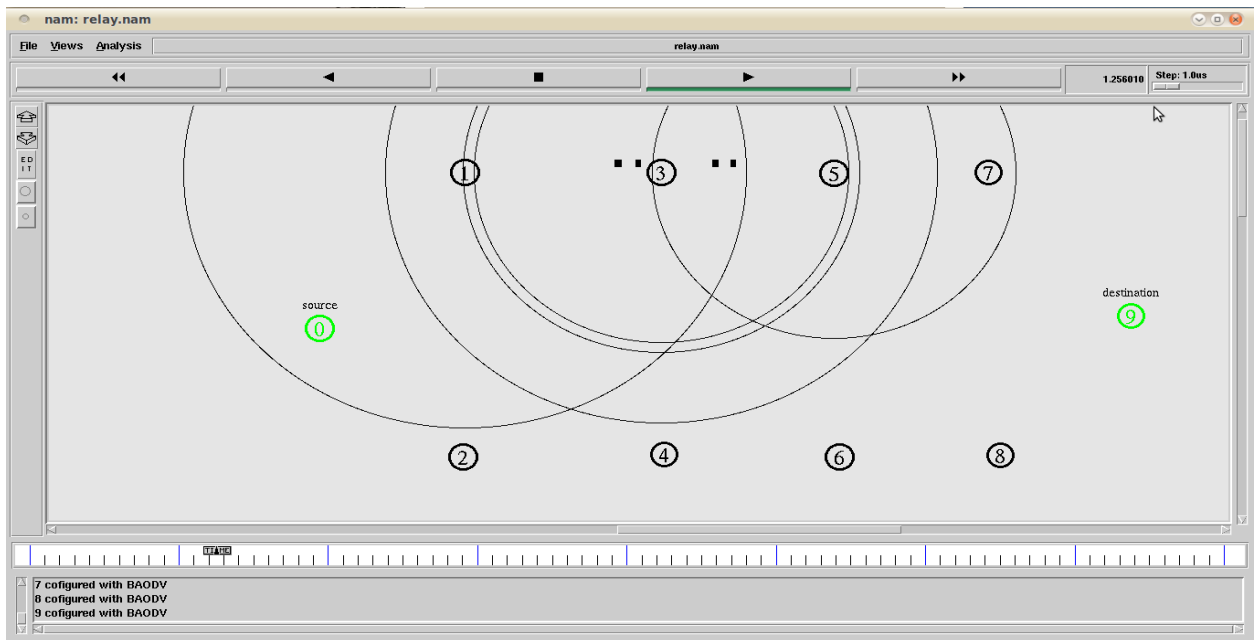 nam: relay.nam
File Views Analysis relay.nam
1.256010 Step: 1.0us
E D
I T
1 3 5 7
source
0
destination
9
2 4 6 8
TIME
7 cofigured with BAODV
8 cofigured with BAODV
9 cofigured with BAODV